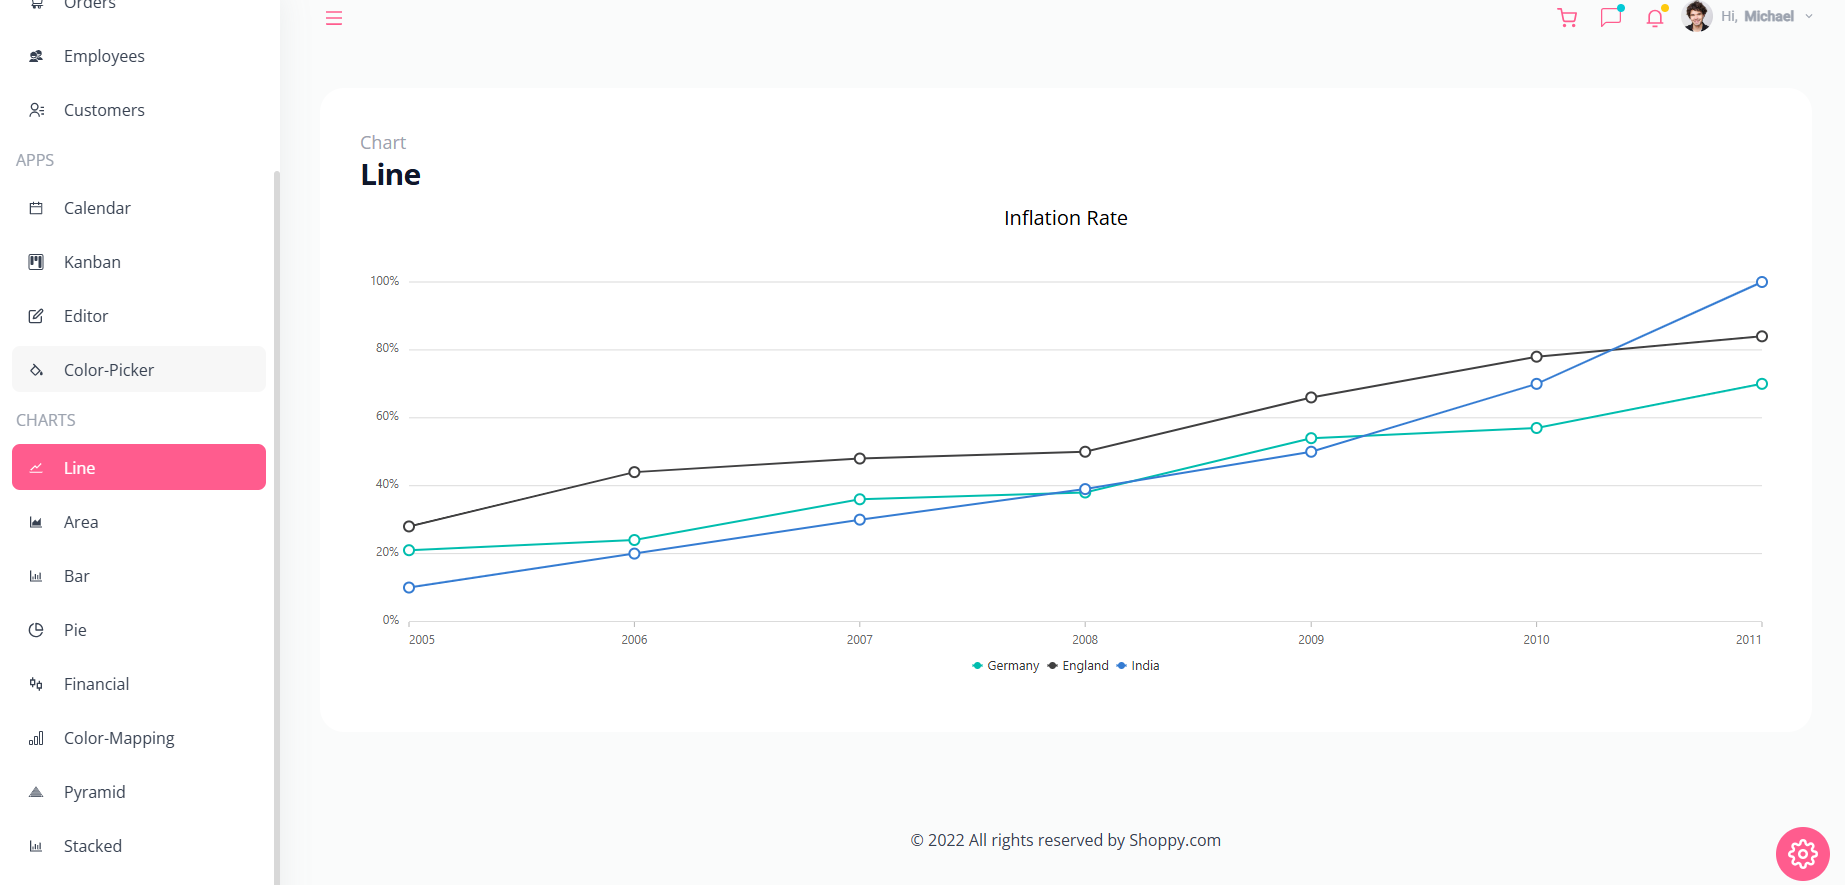 Orders
Employees
Customers
APPS
Calendar
Kanban
Editor
Color-Picker
CHARTS
Line
Area
Bar
Pie
Financial
Color-Mapping
Pyramid
Stacked
Hi, Michael
Chart
Line
Inflation Rate
100%
80%
60%
40%
20%
0%
2005 2006 2007 2008 2009 2010 2011
Germany England India
© 2022 All rights reserved by Shoppy.com